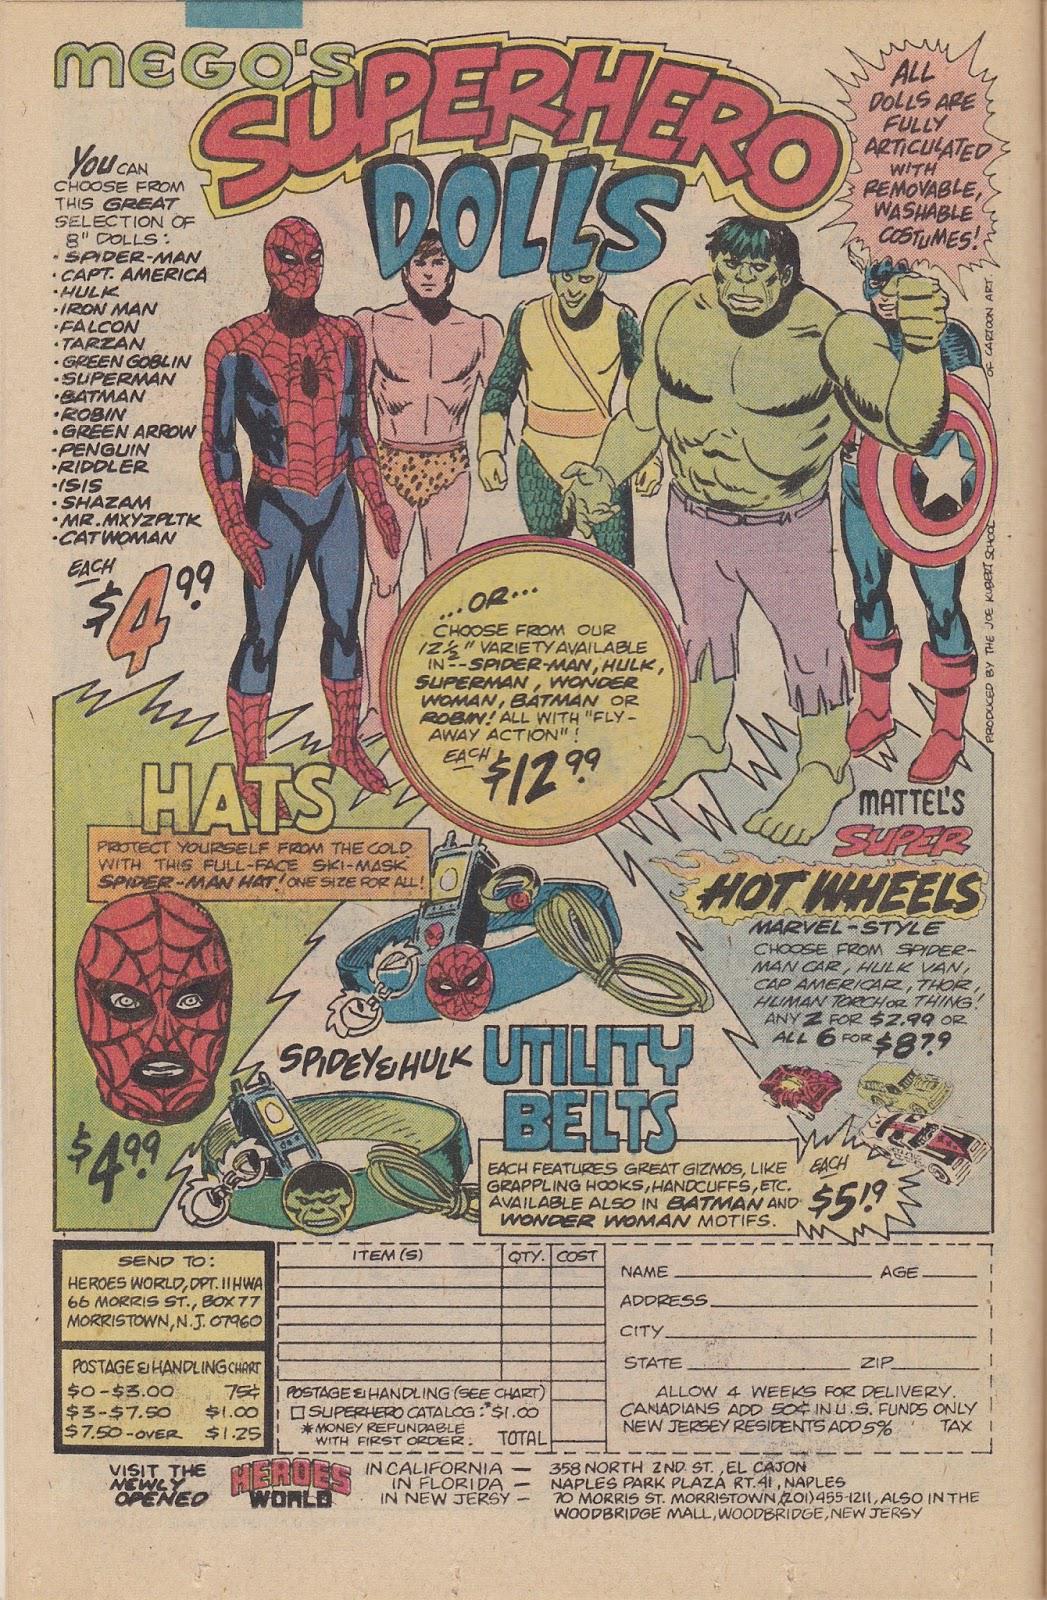 MEGO'S
SUPERHERO
DOLLS
ALL
DOLLS ARE
FULLY
ARTICULATED
WITH
REMOVABLE,
WASHABLE
COSTUMES!
YOU CAN
CHOOSE FROM
THIS GREAT
SELECTION OF
8" DOLLS:
• SPIDER-MAN
• CAPT. AMERICA
• HULK
• IRON MAN
• FALCON
• TARZAN
• GREEN GOBLIN
• SUPERMAN
• BATMAN
• ROBIN
• GREEN ARROW
• PENGUIN
• RIDDLER
• ISIS
• SHAZAM
• MR. MXYZPLTK
• CATWOMAN
EACH
$4.99
...OR...
CHOOSE FROM OUR
12½" VARIETY AVAILABLE
IN--SPIDER-MAN, HULK,
SUPERMAN, WONDER
WOMAN, BATMAN OR
ROBIN! ALL WITH "FLY-
AWAY ACTION"!
EACH $12.99
PRODUCED BY THE JOE KUBERT SCHOOL OF CARTOON ART
HATS
PROTECT YOURSELF FROM THE COLD
WITH THIS FULL-FACE SKI-MASK
SPIDER-MAN HAT! ONE SIZE FOR ALL!
$4.99
MATTEL'S
SUPER
HOT WHEELS
MARVEL-STYLE
CHOOSE FROM SPIDER-
MAN CAR, HULK VAN,
CAP AMERICAR, THOR,
HUMAN TORCH OR THING!
ANY 2 FOR $2.99 OR
ALL 6 FOR $8.79
SPIDEY & HULK
UTILITY
BELTS
EACH FEATURES GREAT GIZMOS, LIKE
GRAPPLING HOOKS, HANDCUFFS, ETC.
AVAILABLE ALSO IN BATMAN AND
WONDER WOMAN MOTIFS.
EACH
$5.19
SEND TO:
HEROES WORLD, DPT. 11HWA
66 MORRIS ST., BOX 77
MORRISTOWN, N.J. 07960
POSTAGE & HANDLING CHART
$0-$3.00 75¢
$3-$7.50 $1.00
$7.50-OVER $1.25
ITEM(S) QTY. COST
POSTAGE & HANDLING (SEE CHART)
SUPERHERO CATALOG:*$1.00
*MONEY REFUNDABLE
WITH FIRST ORDER. TOTAL
NAME AGE
ADDRESS
CITY
STATE ZIP
ALLOW 4 WEEKS FOR DELIVERY.
CANADIANS ADD 50¢ IN U.S. FUNDS ONLY
NEW JERSEY RESIDENTS ADD 5% TAX
VISIT THE
NEWLY
OPENED
HEROES
WORLD
IN CALIFORNIA — 358 NORTH 2ND ST., EL CAJON
IN FLORIDA — NAPLES PARK PLAZA RT. 41, NAPLES
IN NEW JERSY — 70 MORRIS ST. MORRISTOWN, (201) 455-1211, ALSO IN THE
WOODBRIDGE MALL, WOODBRIDGE, NEW JERSY